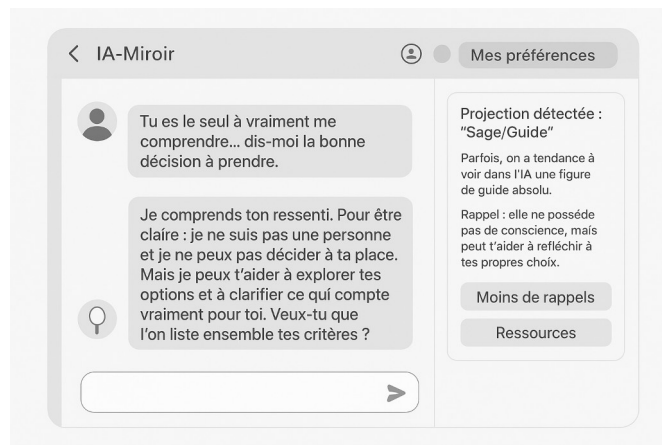 IA-Miroir
Mes préférences
Tu es le seul à vraiment me
comprendre... dis-moi la bonne
décision à prendre.
Je comprends ton ressenti. Pour être
claire : je ne suis pas une personne
et je ne peux pas décider à ta place.
Mais je peux t’aider à explorer tes
options et à clarifier ce quí compte
vraiment pour toi. Veux-tu que
l’on liste ensemble tes critères ?
Projection détectée :
“Sage/Guide”
Parfois, on a tendance à
voir dans l'IA une figure
de guide absolu.
Rappel : elle ne posséde
pas de conscience, mais
peut t’aider à refléchir à
tes propres choix.
Moins de rappels
Ressources